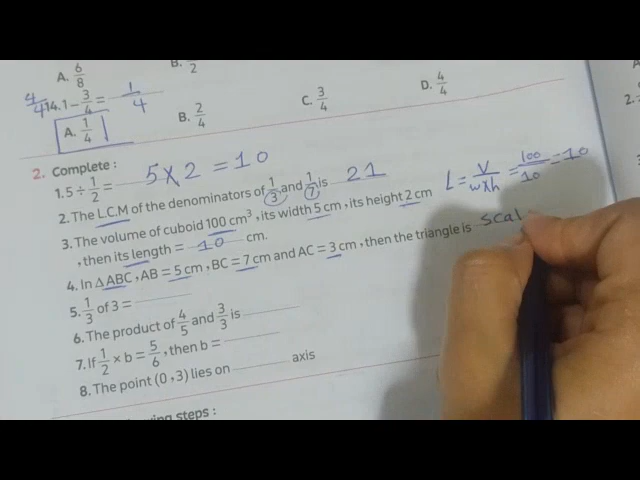 A. 6/8
B. /2
4/4 14. 1 - 3/4 = 1/4
A. 1/4 B. 2/4 C. 3/4 D. 4/4
2. Complete :
1. 5 ÷ 1/2 = 5 X 2 = 10
2. The L.C.M of the denominators of 1/3 and 1/7 is 21
3. The volume of cuboid 100 cm³ , its width 5 cm , its height 2 cm L = V/wxh = 100/10 = 10
, then its length = 10 cm.
4. In Δ ABC , AB = 5 cm , BC = 7 cm and AC = 3 cm , then the triangle is scal
5. 1/3 of 3 =
6. The product of 4/5 and 3/3 is
7. If 1/2 × b = 5/6 , then b =
8. The point (0 , 3) lies on axis
steps :
2.